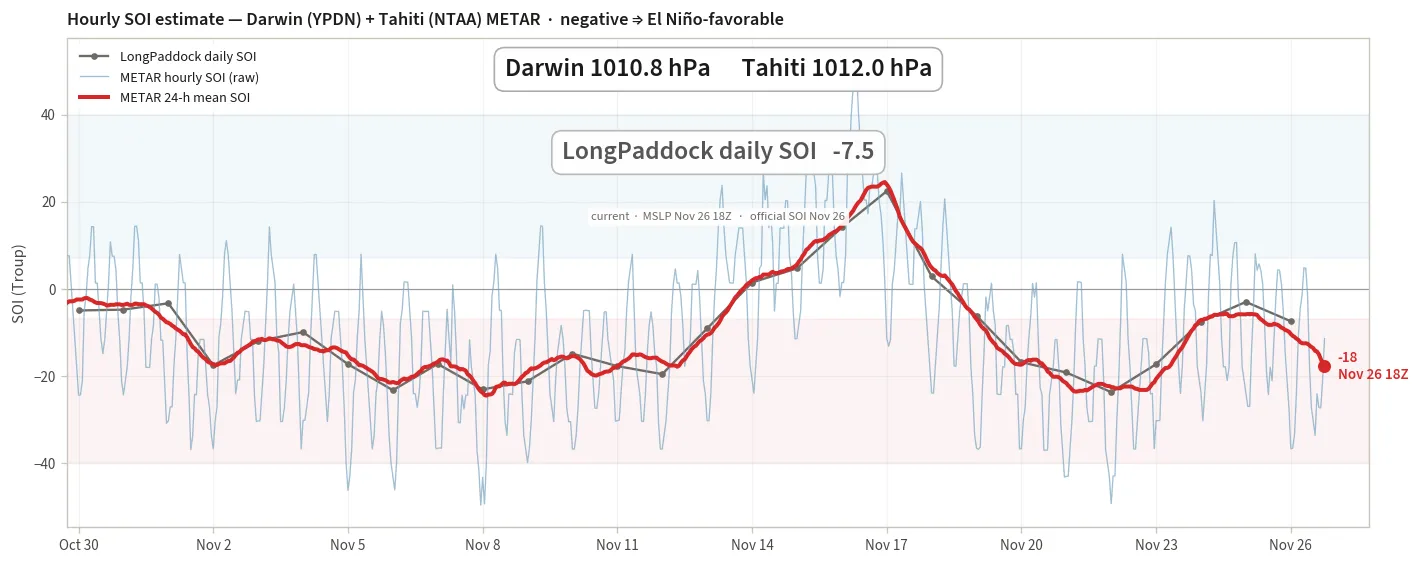 Hourly SOI estimate — Darwin (YPDN) + Tahiti (NTAA) METAR · negative ⇒ El Niño-favorable
LongPaddock daily SOI
METAR hourly SOI (raw)
METAR 24-h mean SOI
Darwin 1010.8 hPa Tahiti 1012.0 hPa
LongPaddock daily SOI -7.5
current · MSLP Nov 26 18Z · official SOI Nov 26
SOI (Troup)
40
20
0
−20
−40
-18
Nov 26 18Z
Oct 30
Nov 2
Nov 5
Nov 8
Nov 11
Nov 14
Nov 17
Nov 20
Nov 23
Nov 26